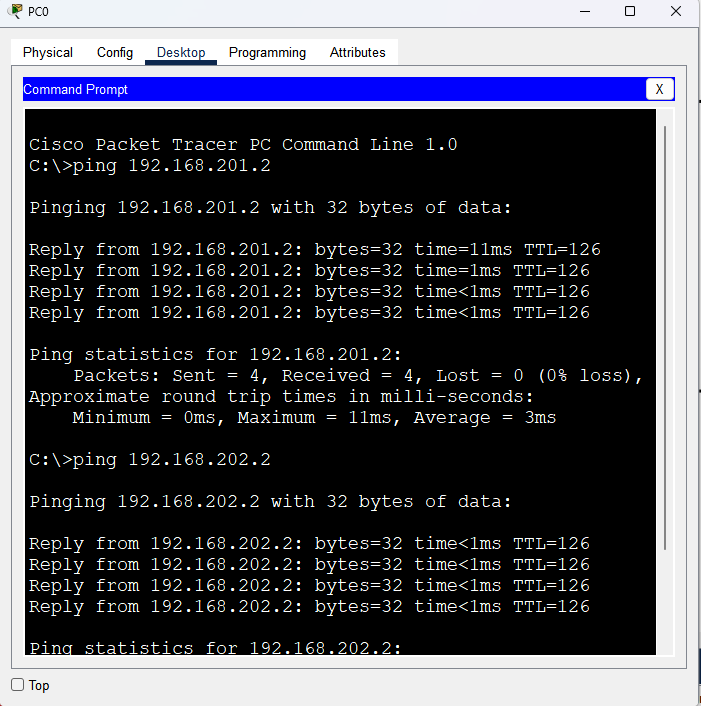 PC0
Physical Config Desktop Programming Attributes
Command Prompt
X
Cisco Packet Tracer PC Command Line 1.0
C:\>ping 192.168.201.2
Pinging 192.168.201.2 with 32 bytes of data:
Reply from 192.168.201.2: bytes=32 time=11ms TTL=126
Reply from 192.168.201.2: bytes=32 time=1ms TTL=126
Reply from 192.168.201.2: bytes=32 time<1ms TTL=126
Reply from 192.168.201.2: bytes=32 time<1ms TTL=126
Ping statistics for 192.168.201.2:
Packets: Sent = 4, Received = 4, Lost = 0 (0% loss),
Approximate round trip times in milli-seconds:
Minimum = 0ms, Maximum = 11ms, Average = 3ms
C:\>ping 192.168.202.2
Pinging 192.168.202.2 with 32 bytes of data:
Reply from 192.168.202.2: bytes=32 time<1ms TTL=126
Reply from 192.168.202.2: bytes=32 time<1ms TTL=126
Reply from 192.168.202.2: bytes=32 time<1ms TTL=126
Reply from 192.168.202.2: bytes=32 time<1ms TTL=126
Ping statistics for 192.168.202.2:
Top